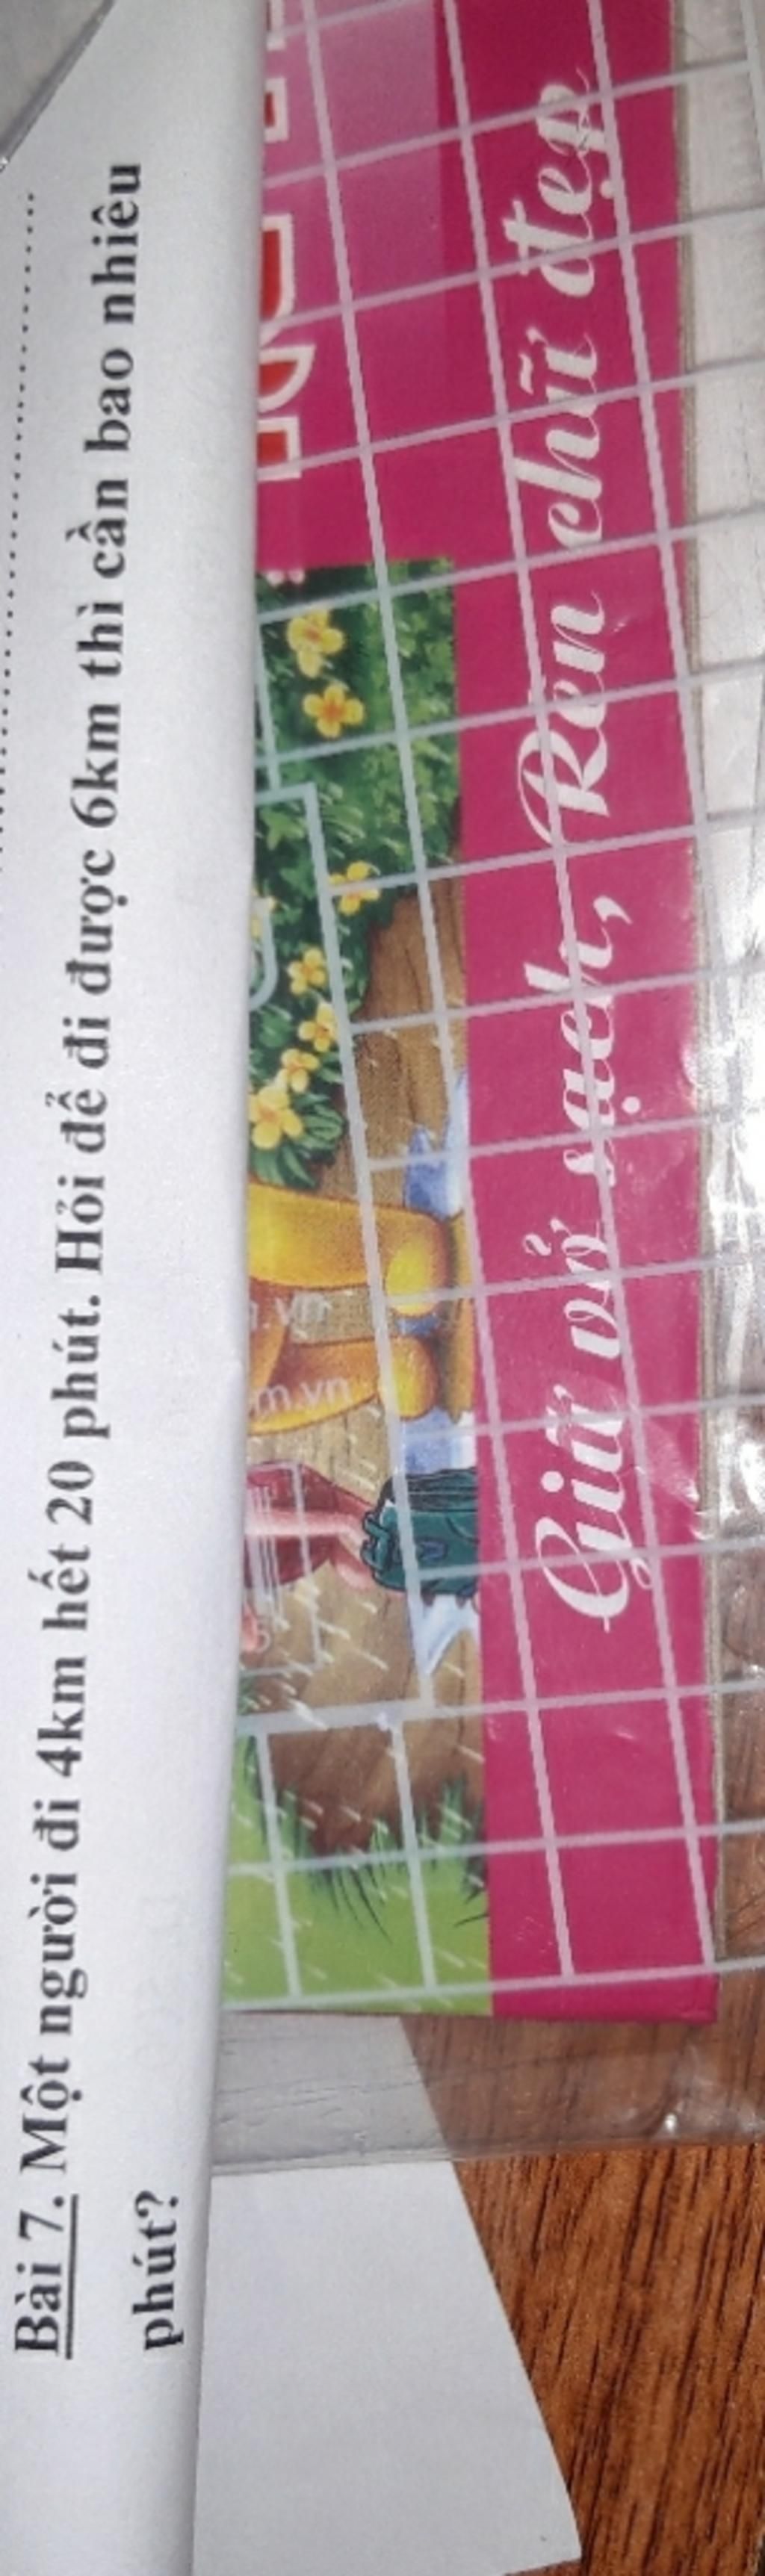 Bài 7. Một người đi 4km hết 20 phút. Hỏi để đi được 6km thì cần bao nhiêu
phút?
m.vn
Giữ vở sạch, Rèn chữ đẹp